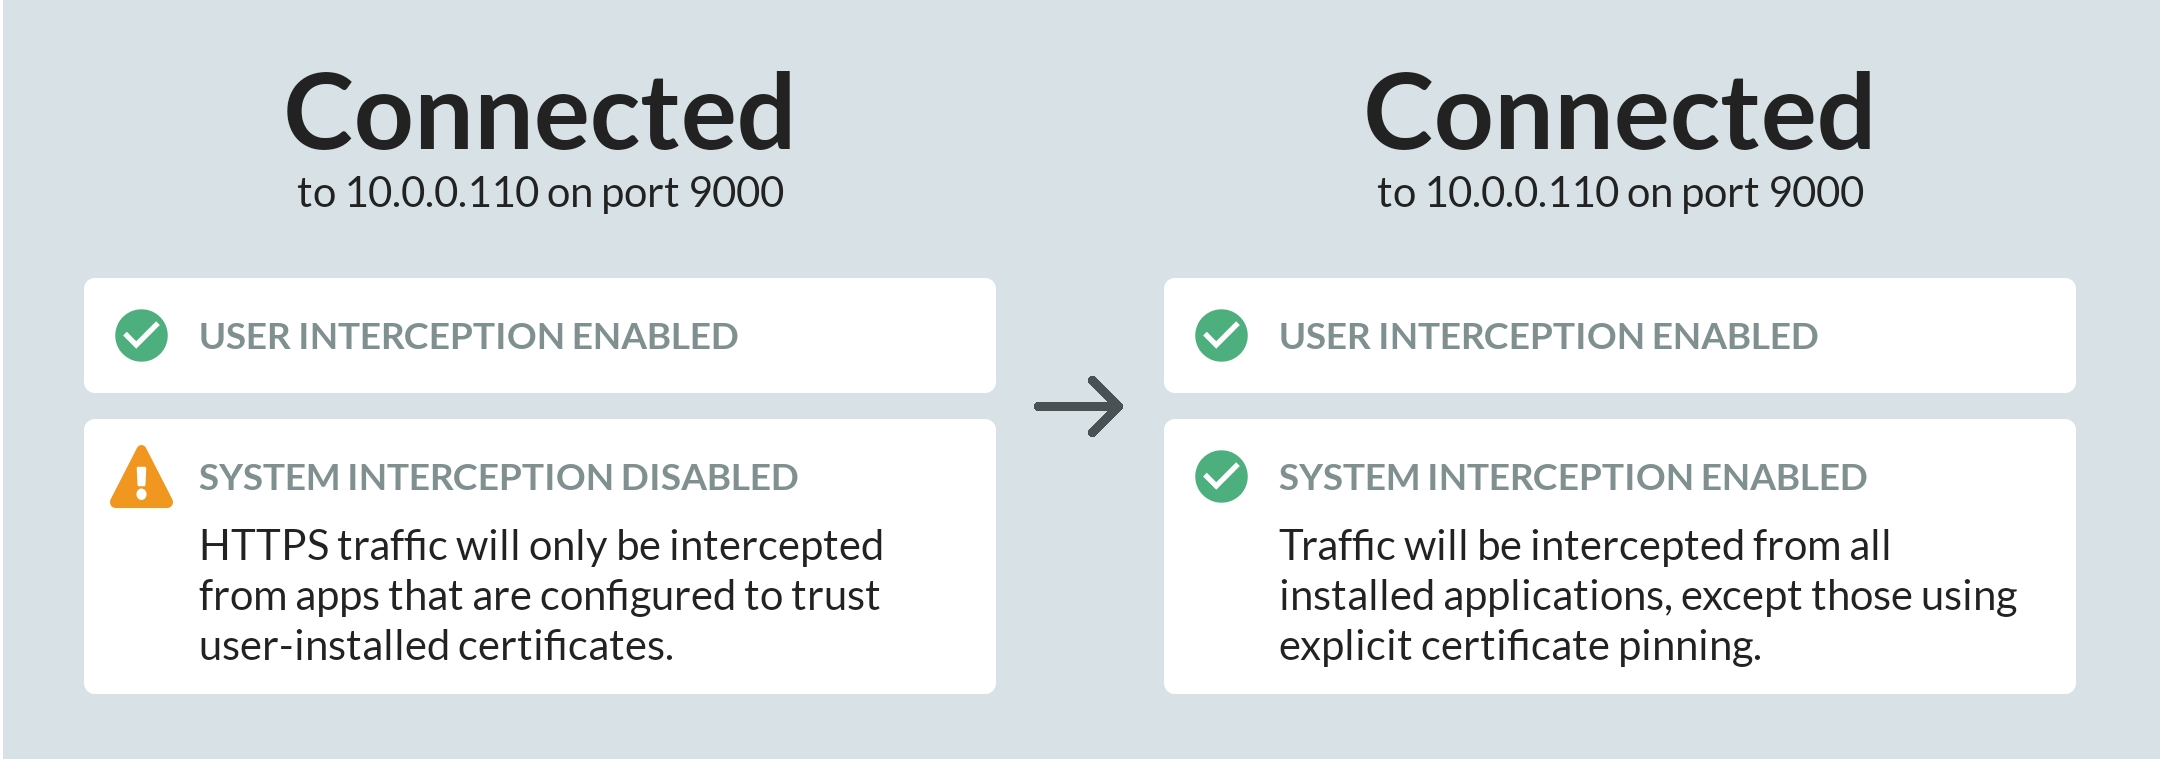 Connected
to 10.0.0.110 on port 9000
USER INTERCEPTION ENABLED
SYSTEM INTERCEPTION DISABLED
HTTPS traffic will only be intercepted
from apps that are configured to trust
user-installed certificates.
Connected
to 10.0.0.110 on port 9000
USER INTERCEPTION ENABLED
SYSTEM INTERCEPTION ENABLED
Traffic will be intercepted from all
installed applications, except those using
explicit certificate pinning.